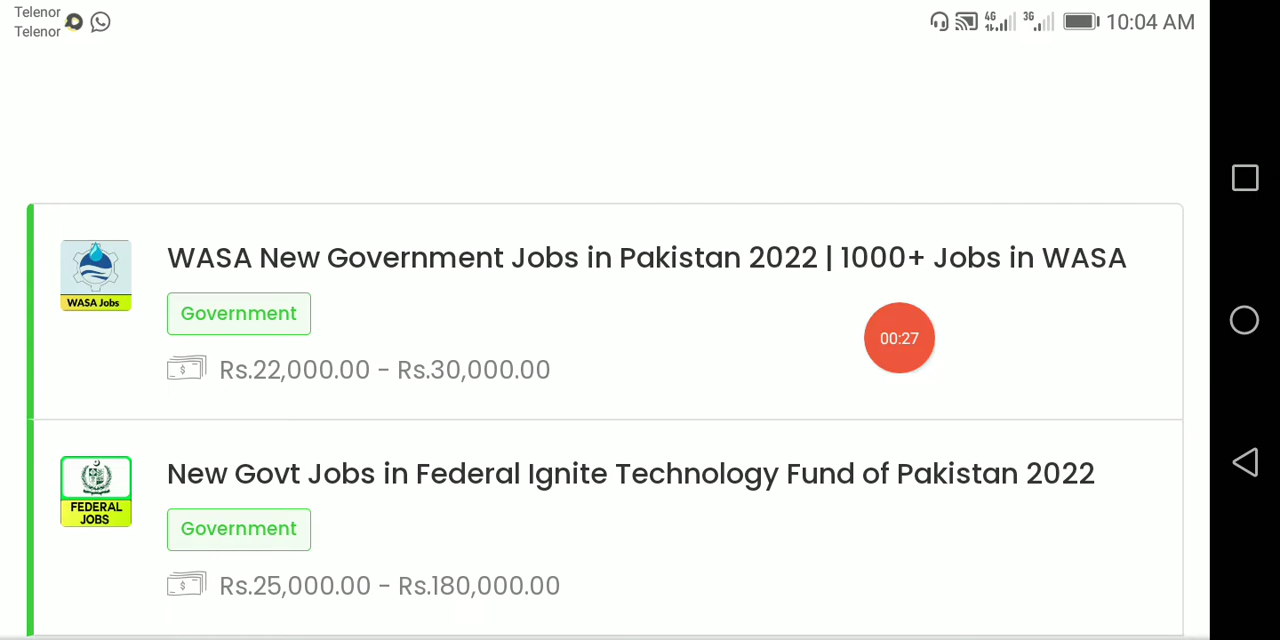 Telenor
Telenor
4G
3G
10:04 AM
WASA New Government Jobs in Pakistan 2022 | 1000+ Jobs in WASA
WASA Jobs
Government
00:27
Rs.22,000.00 - Rs.30,000.00
New Govt Jobs in Federal Ignite Technology Fund of Pakistan 2022
FEDERAL
JOBS
Government
Rs.25,000.00 - Rs.180,000.00